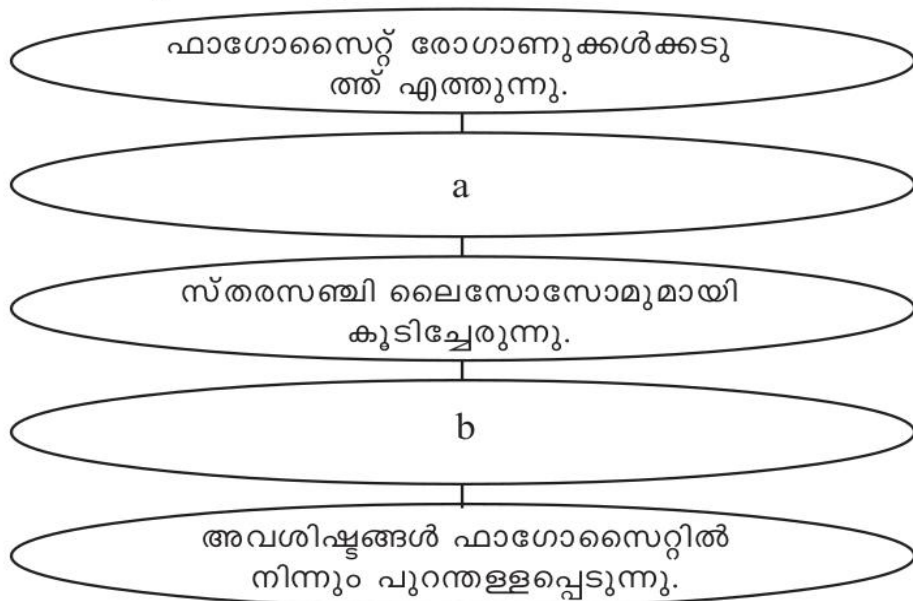 ഫാഗോസൈറ്റ് രോഗാണുക്കൾക്കടു
ത്ത് എത്തുന്നു.
a
സ്തരസഞ്ചി ലൈസോസോമുമായി
കൂടിച്ചേരുന്നു.
b
അവശിഷ്ടങ്ങൾ ഫാഗോസൈറ്റിൽ
നിന്നും പുറന്തള്ളപ്പെടുന്നു.